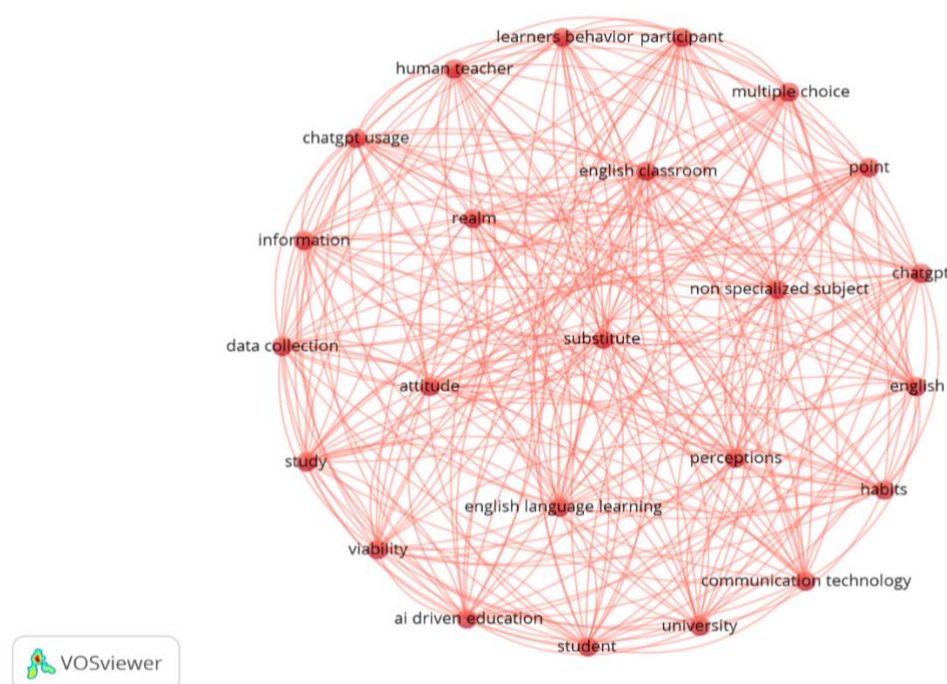 learners behavior participant
human teacher
multiple choice
chatgpt usage
point
english classroom
realm
information
chatgpt
non specialized subject
substitute
data collection
attitude
english
perceptions
study
habits
english language learning
viability
communication technology
ai driven education
university
student
VOSviewer